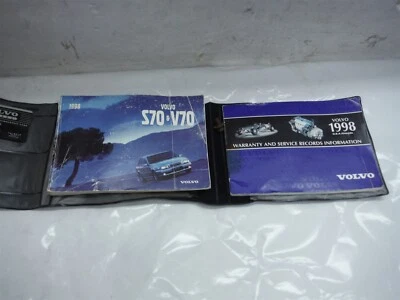 VOLVO
1998
VOLVO
S70·V70
VOLVO
VOLVO
1998
WARRANTY AND SERVICE RECORDS INFORMATION
VOLVO